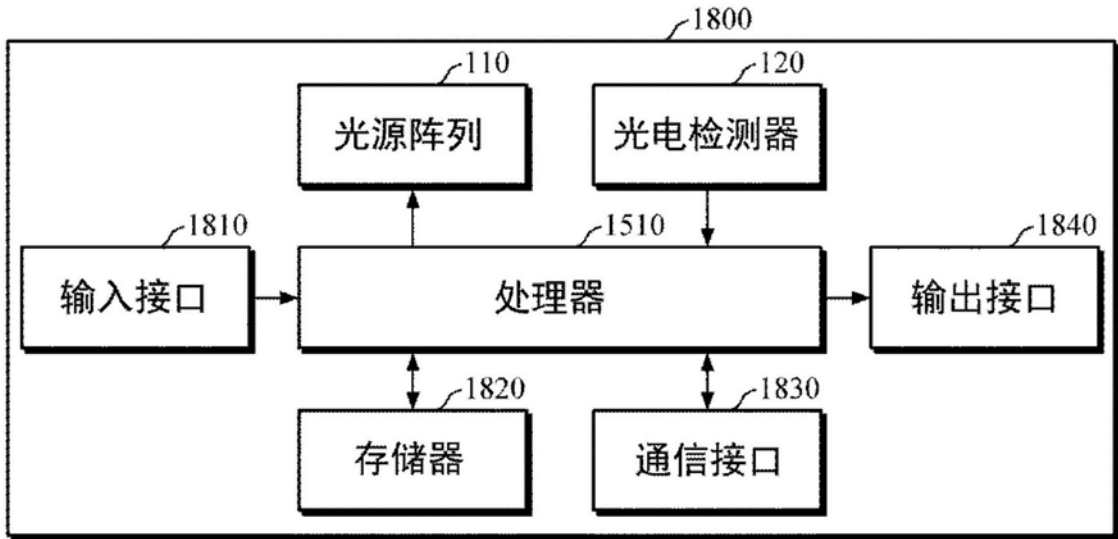 1800
110
120
光源阵列
光电检测器
1810
1510
1840
输入接口
处理器
输出接口
1820
1830
存储器
通信接口